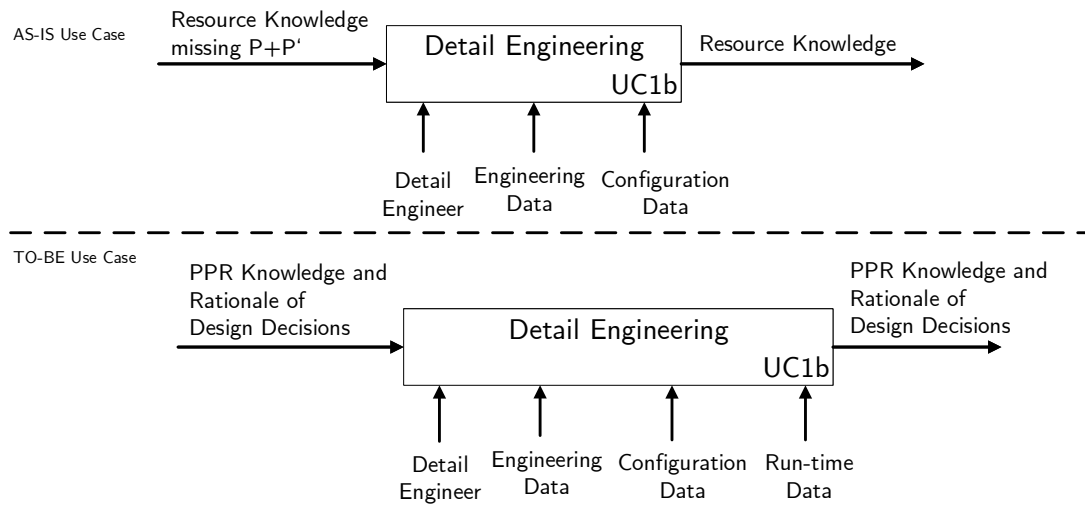 AS-IS Use Case
Resource Knowledge
missing P+P‘
Detail Engineering
UC1b
Resource Knowledge
Detail
Engineer
Engineering
Data
Configuration
Data
TO-BE Use Case
PPR Knowledge and
Rationale of
Design Decisions
Detail Engineering
UC1b
PPR Knowledge and
Rationale of
Design Decisions
Detail
Engineer
Engineering
Data
Configuration
Data
Run-time
Data